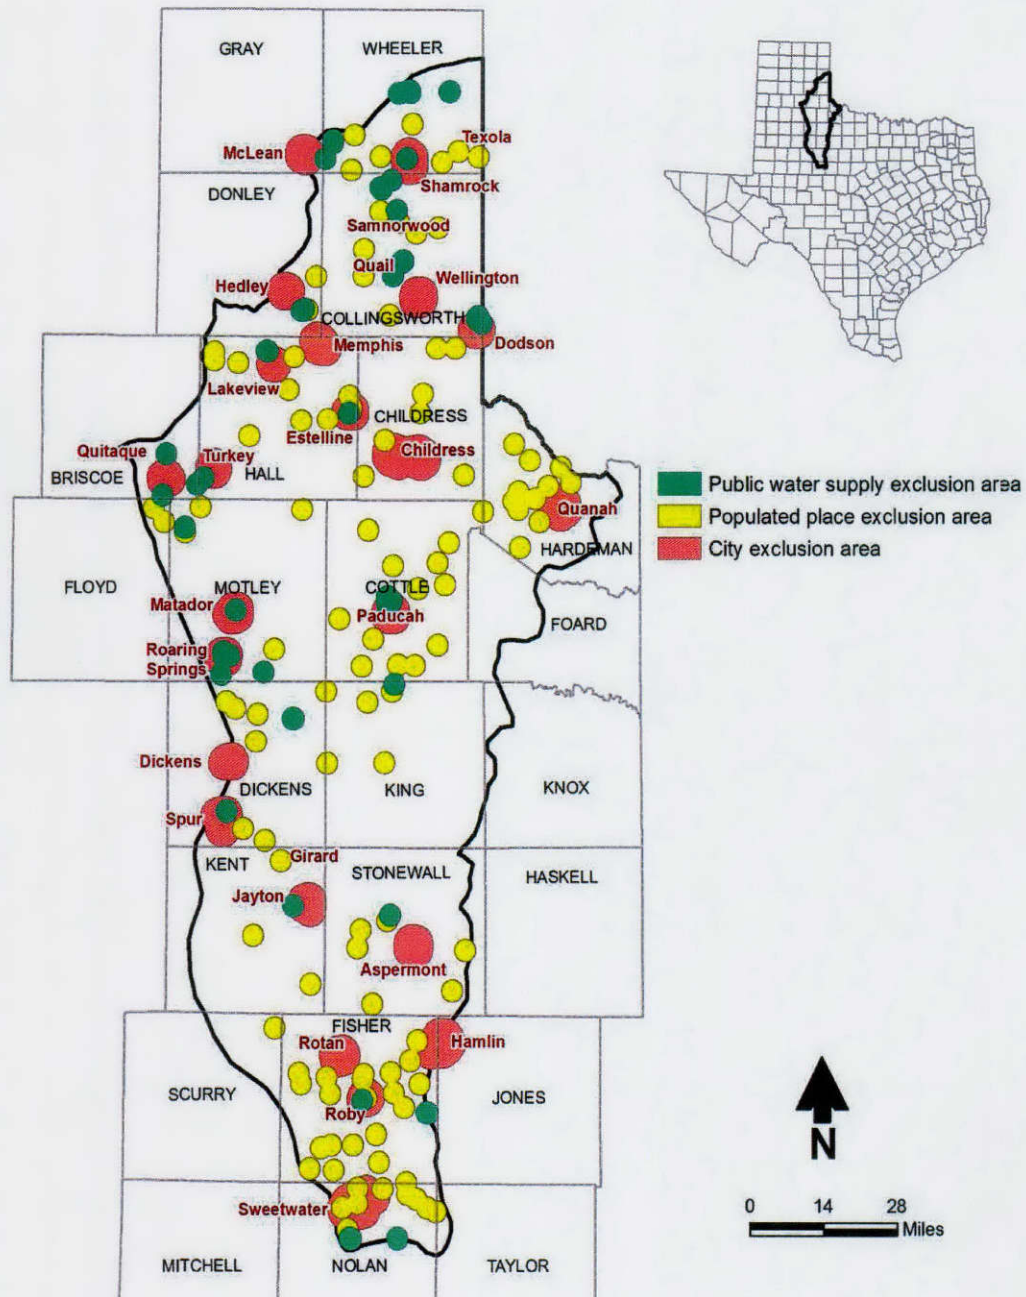 GRAY
WHEELER
McLean
Texola
Shamrock
DONLEY
Samnorwood
Quail
Hedley
Wellington
COLLINGSWORTH
Memphis
Dodson
Lakeview
CHILDRESS
Estelline
Childress
Quitaque
Turkey
BRISCOE
HALL
Quanah
HARDEMAN
Public water supply exclusion area
Populated place exclusion area
City exclusion area
FLOYD
MOTLEY
COTTLE
Matador
Paducah
FOARD
Roaring
Springs
Dickens
DICKENS
KING
KNOX
Spur
Girard
KENT
STONEWALL
HASKELL
Jayton
Aspermont
FISHER
Rotan
Hamlin
SCURRY
JONES
Roby
N
Sweetwater
0 14 28
Miles
MITCHELL
NOLAN
TAYLOR